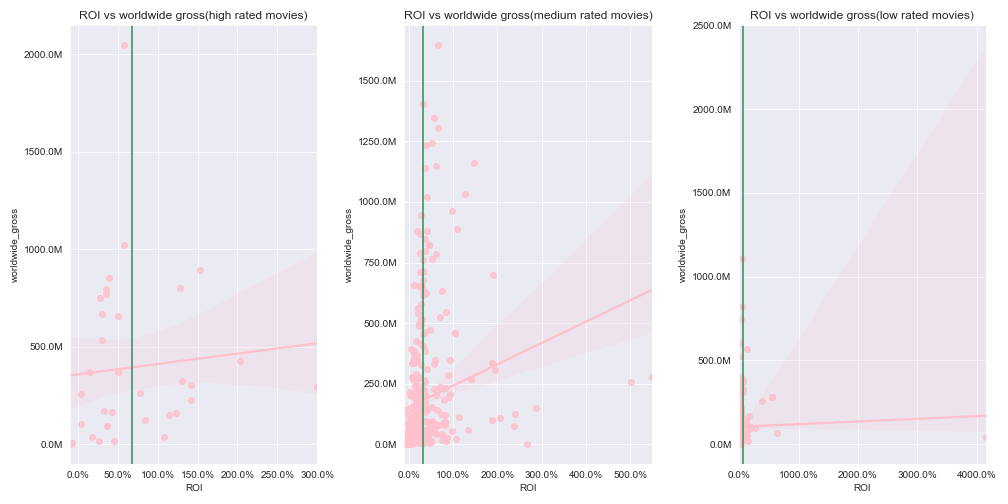 ROI vs worldwide gross(high rated movies)
2000.0M
1500.0M
1000.0M
500.0M
0.0M
worldwide_gross
0.0% 50.0% 100.0% 150.0% 200.0% 250.0% 300.0%
ROI
ROI vs worldwide gross(medium rated movies)
1500.0M
1250.0M
1000.0M
750.0M
500.0M
250.0M
0.0M
worldwide_gross
0.0% 100.0% 200.0% 300.0% 400.0% 500.0%
ROI
ROI vs worldwide gross(low rated movies)
2500.0M
2000.0M
1500.0M
1000.0M
500.0M
0.0M
worldwide_gross
0.0% 1000.0% 2000.0% 3000.0% 4000.0%
ROI